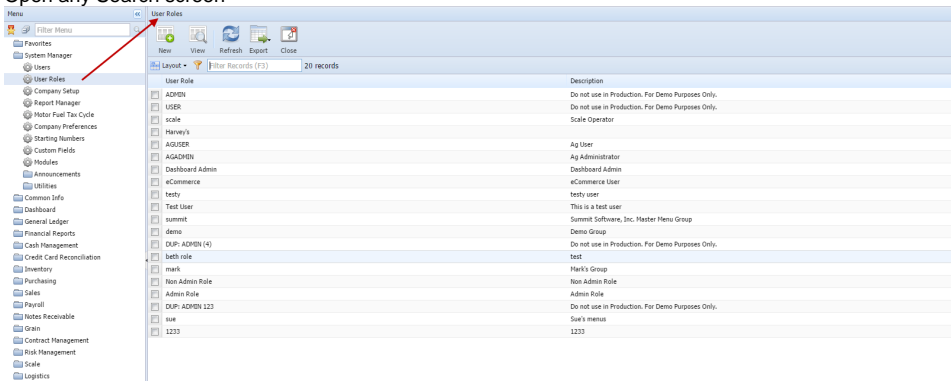 Open any Search screen
Menu
User Roles
Filter Menu
Favorites
System Manager
Users
User Roles
Company Setup
Report Manager
Motor Fuel Tax Cycle
Company Preferences
Starting Numbers
Custom Fields
Modules
Announcements
Utilities
Common Info
Dashboard
General Ledger
Financial Reports
Cash Management
Credit Card Reconciliation
Inventory
Purchasing
Sales
Payroll
Notes Receivable
Grain
Contract Management
Risk Management
Scale
Logistics
New View Refresh Export Close
Layout Filter Records (F3) 20 records
User Role Description
ADMIN Do not use in Production. For Demo Purposes Only.
USER Do not use in Production. For Demo Purposes Only.
scale Scale Operator
Harvey's
AGUSER Ag User
AGADMIN Ag Administrator
Dashboard Admin Dashboard Admin
eCommerce eCommerce User
testy testy user
Test User This is a test user
summit Summit Software, Inc. Master Menu Group
demo Demo Group
DUP: ADMIN (4) Do not use in Production. For Demo Purposes Only.
beth role test
mark Mark's Group
Non Admin Role Non Admin Role
Admin Role Admin Role
DUP: ADMIN 123 Do not use in Production. For Demo Purposes Only.
sue Sue's menus
1233 1233